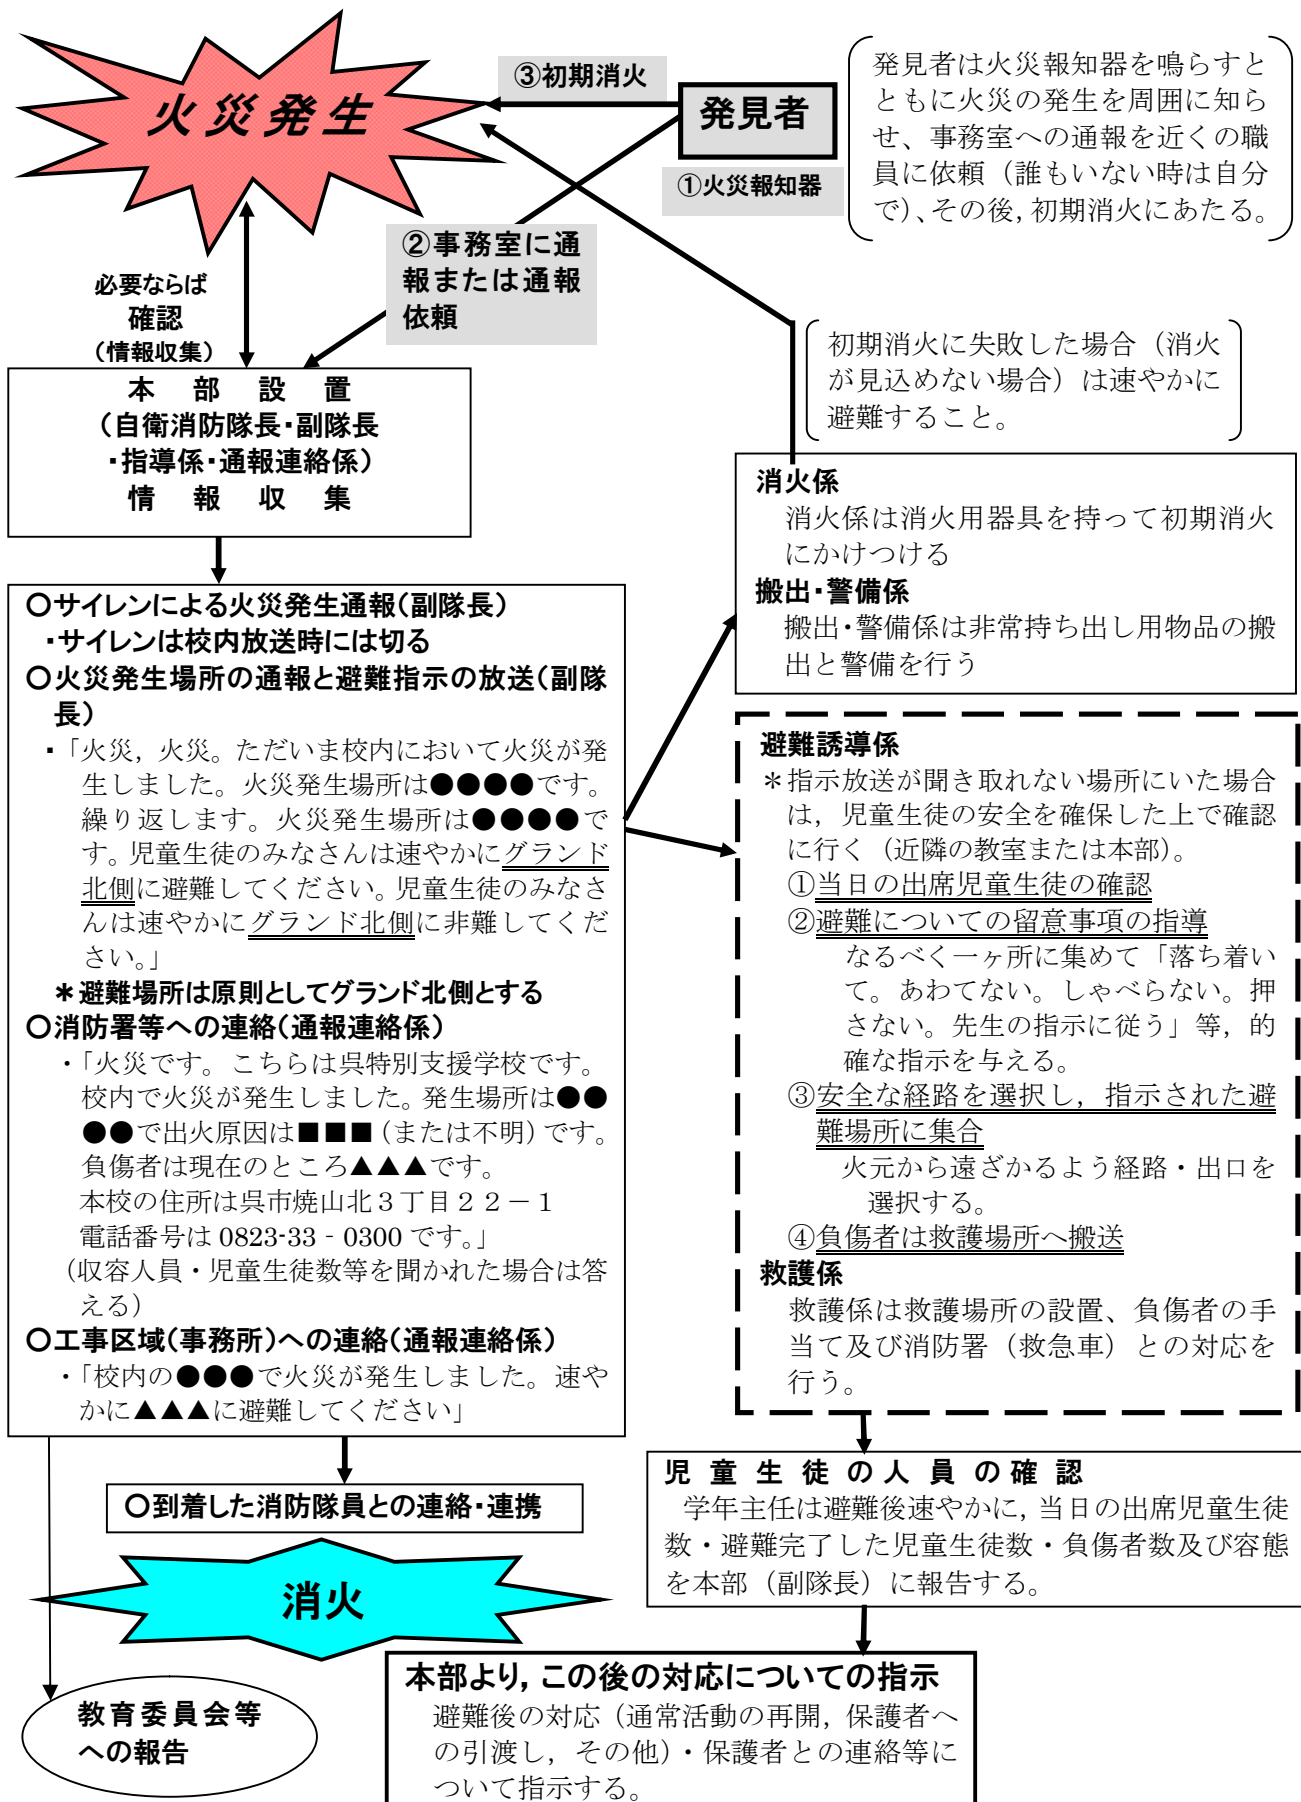 火災発生
③初期消火
発見者
①火災報知器
発見者は火災報知器を鳴らすと
ともに火災の発生を周囲に知ら
せ、事務室への通報を近くの職
員に依頼（誰もいない時は自分
で）、その後，初期消火にあたる。
②事務室に通
報または通報
依頼
必要ならば
確認
（情報収集）
初期消火に失敗した場合（消火
が見込めない場合）は速やかに
避難すること。
本　部　設　置
（自衛消防隊長・副隊長
・指導係・通報連絡係）
情　報　収　集
消火係
消火係は消火用器具を持って初期消火
にかけつける
搬出・警備係
搬出・警備係は非常持ち出し用物品の搬
出と警備を行う
○サイレンによる火災発生通報（副隊長）
・サイレンは校内放送時には切る
○火災発生場所の通報と避難指示の放送（副隊
長）
・「火災，火災。ただいま校内において火災が発
生しました。火災発生場所は●●●●です。
繰り返します。火災発生場所は●●●●で
す。児童生徒のみなさんは速やかにグランド
北側に避難してください。児童生徒のみなさ
んは速やかにグランド北側に非難してくだ
さい。」
＊避難場所は原則としてグランド北側とする
○消防署等への連絡（通報連絡係）
・「火災です。こちらは呉特別支援学校です。
校内で火災が発生しました。発生場所は●●
●●で出火原因は■■■（または不明）です。
負傷者は現在のところ▲▲▲です。
本校の住所は呉市焼山北３丁目２２－１
電話番号は 0823-33‐0300 です。」
（収容人員・児童生徒数等を聞かれた場合は答
える）
○工事区域（事務所）への連絡（通報連絡係）
・「校内の●●●で火災が発生しました。速や
かに▲▲▲に避難してください」
避難誘導係
＊指示放送が聞き取れない場所にいた場合
は，児童生徒の安全を確保した上で確認
に行く（近隣の教室または本部）。
①当日の出席児童生徒の確認
②避難についての留意事項の指導
なるべく一ヶ所に集めて「落ち着い
て。あわてない。しゃべらない。押
さない。先生の指示に従う」等，的
確な指示を与える。
③安全な経路を選択し，指示された避
難場所に集合
火元から遠ざかるよう経路・出口を
選択する。
④負傷者は救護場所へ搬送
救護係
救護係は救護場所の設置、負傷者の手
当て及び消防署（救急車）との対応を
行う。
○到着した消防隊員との連絡・連携
消火
教育委員会等
への報告
児童生徒の人員の確認
学年主任は避難後速やかに，当日の出席児童生徒
数・避難完了した児童生徒数・負傷者数及び容態
を本部（副隊長）に報告する。
本部より，この後の対応についての指示
避難後の対応（通常活動の再開，保護者へ
の引渡し，その他）・保護者との連絡等に
ついて指示する。